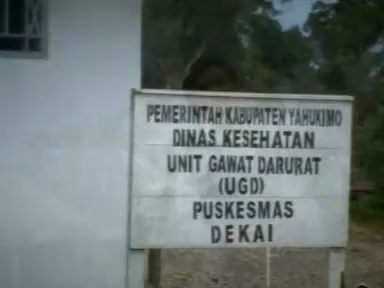 PEMERINTAH KABUPATEN YAHUKIMO
DINAS KESEHATAN
UNIT GAWAT DARURAT
(UGD)
PUSKESMAS
DEKAI